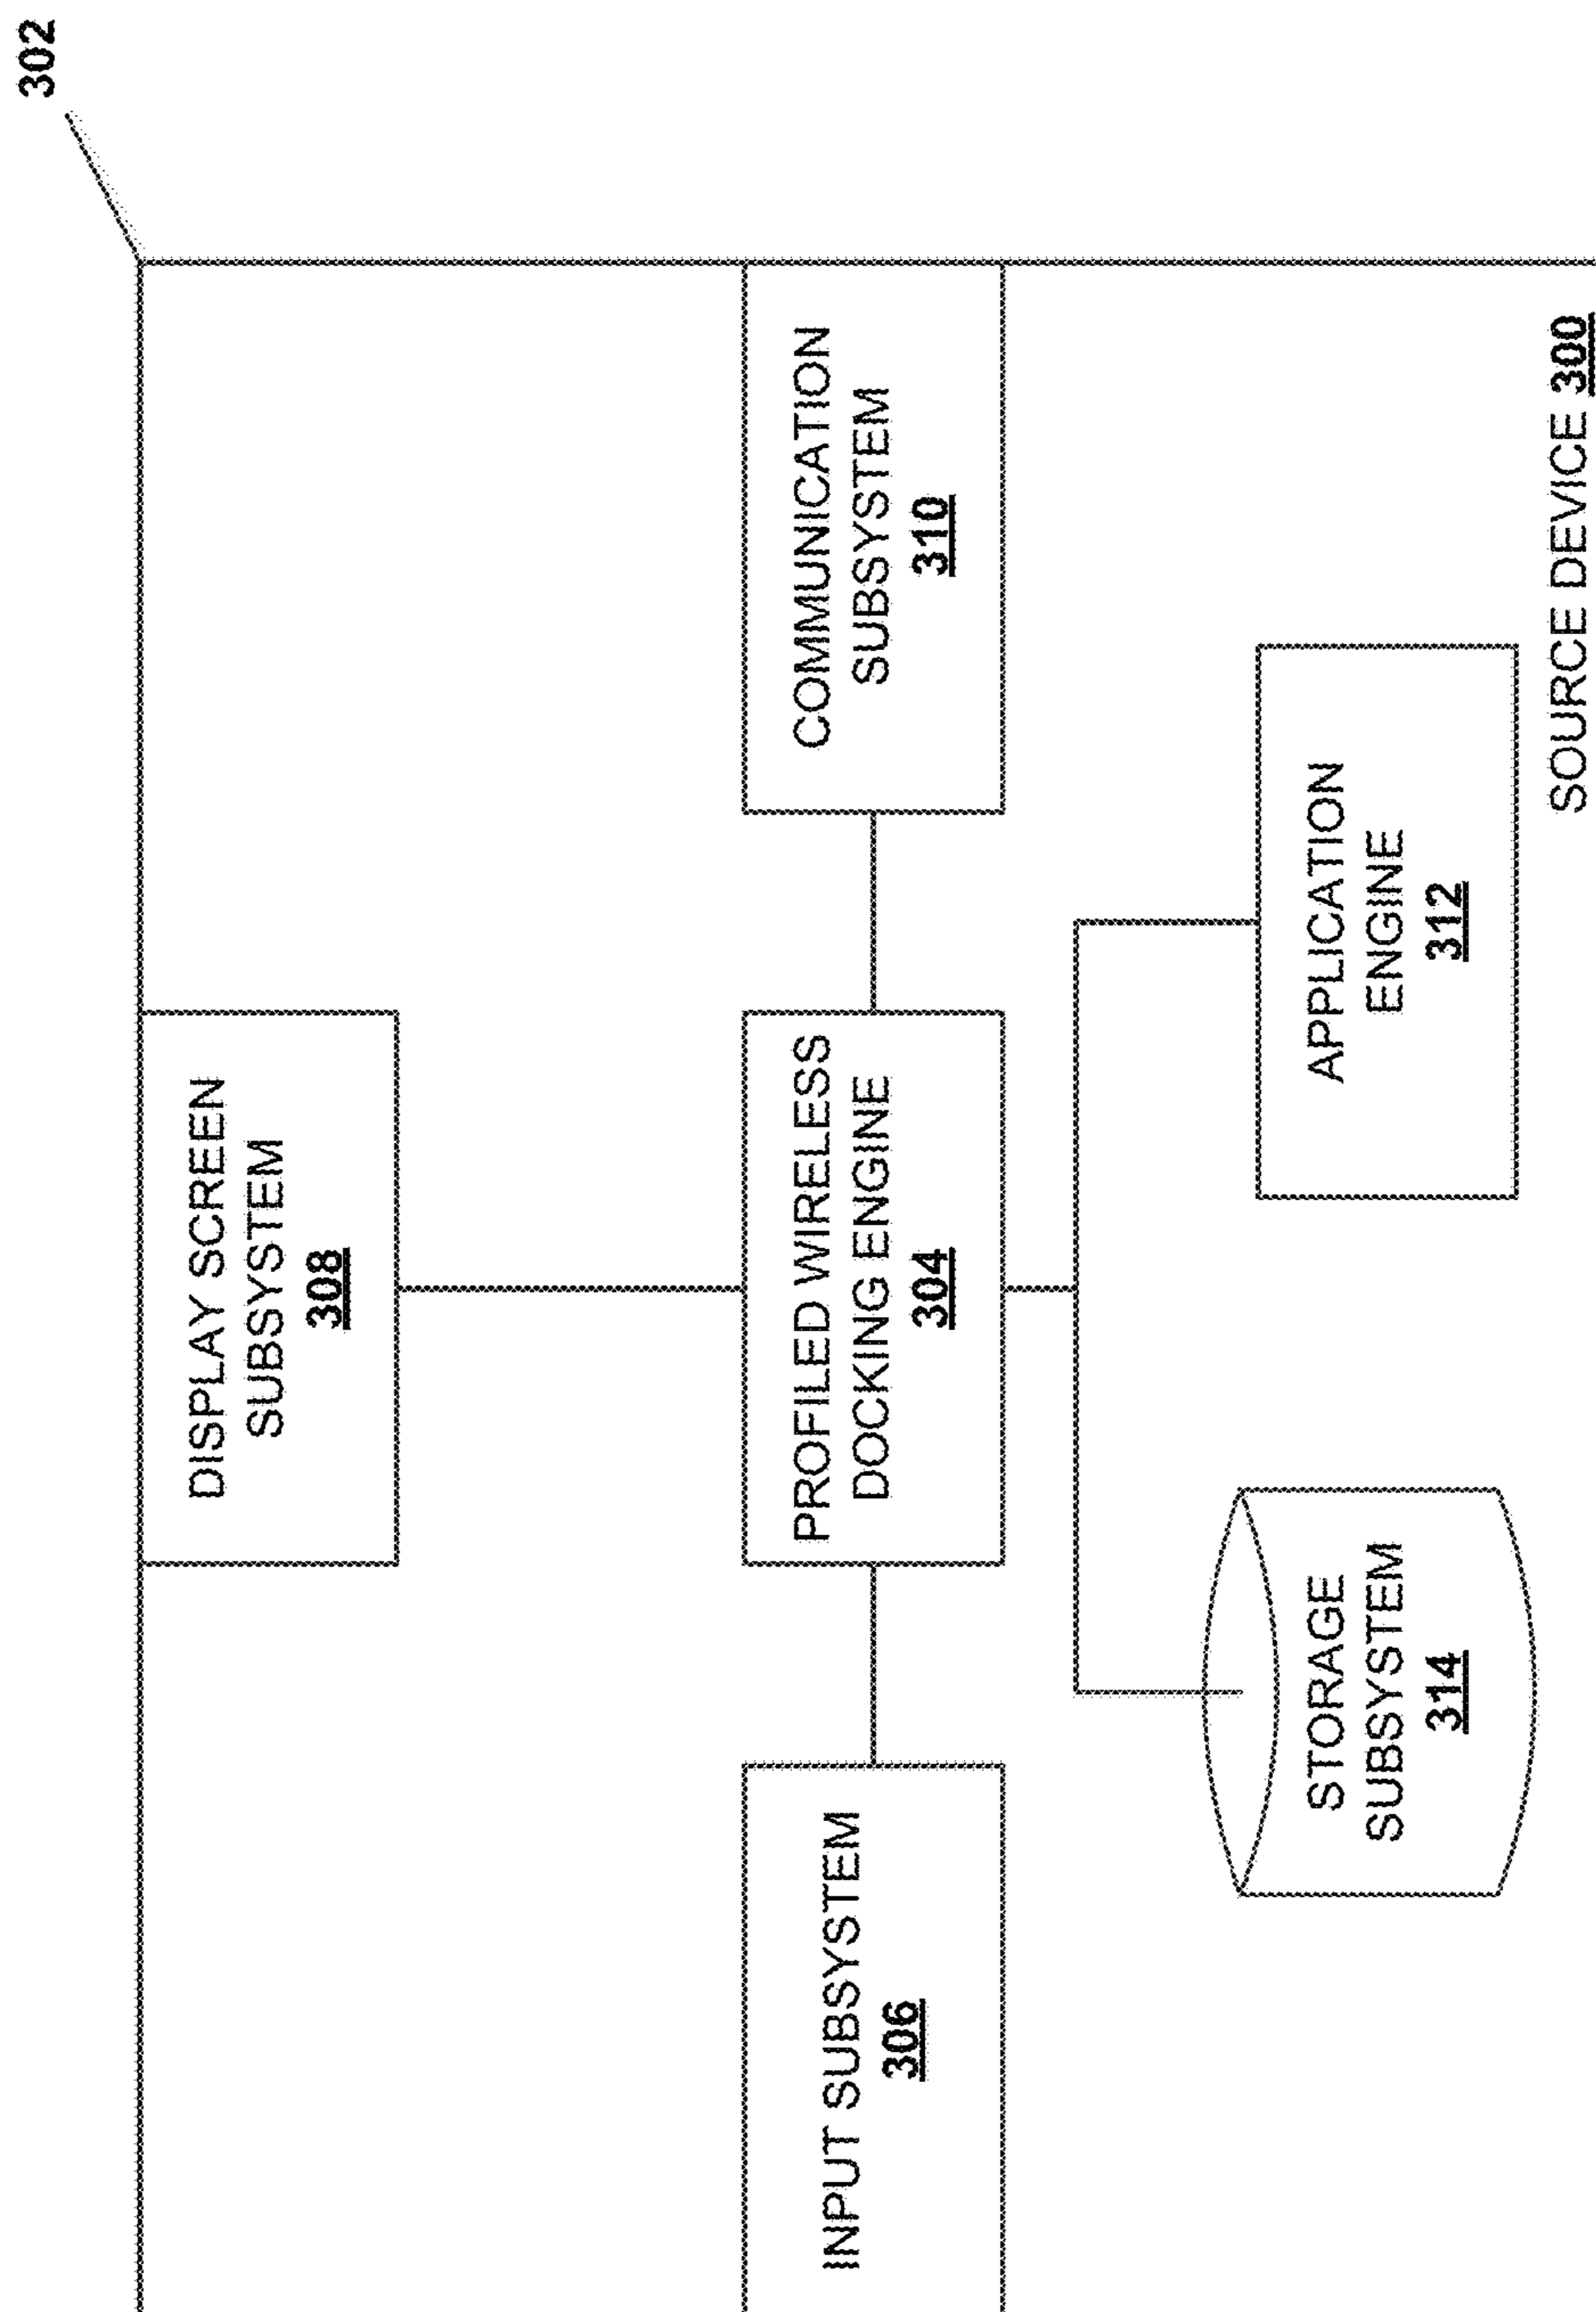 302
DISPLAY SCREEN
SUBSYSTEM
308
INPUT SUBSYSTEM
306
PROFILED WIRELESS
DOCKING ENGINE
304
COMMUNICATION
SUBSYSTEM
310
STORAGE
SUBSYSTEM
314
APPLICATION
ENGINE
312
SOURCE DEVICE 300